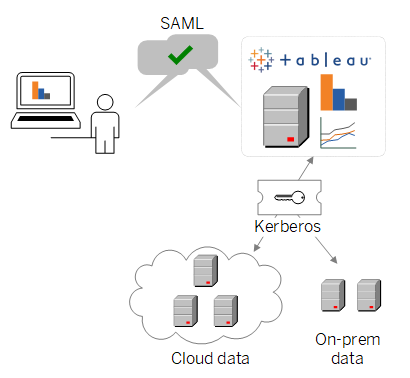 SAML
+ a b l e a u
Kerberos
Cloud data
On-prem
data